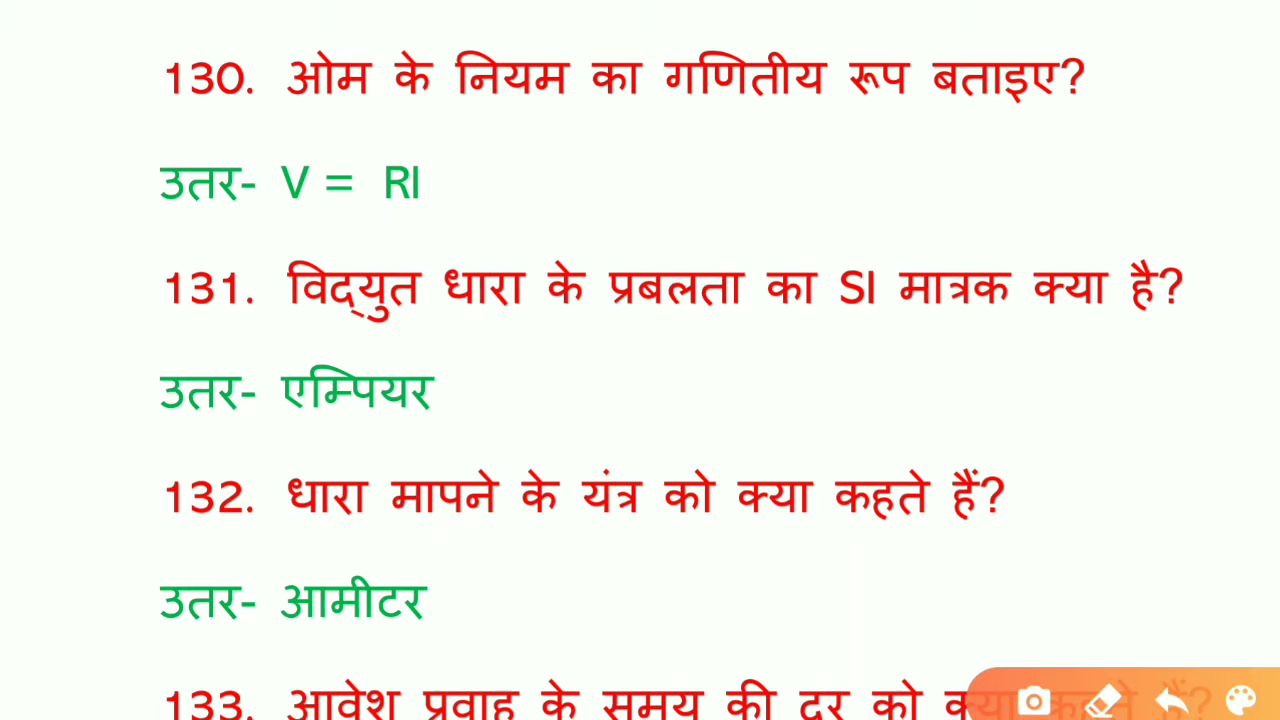 130. ओम के नियम का गणितीय रूप बताइए?
उतर- V = RI
131. विद्युत धारा के प्रबलता का SI मात्रक क्या है?
उतर- एम्पियर
132. धारा मापने के यंत्र को क्या कहते हैं?
उतर- आमीटर
133. आवेश प्रवाह के समय की दर को क्या कहते हैं?